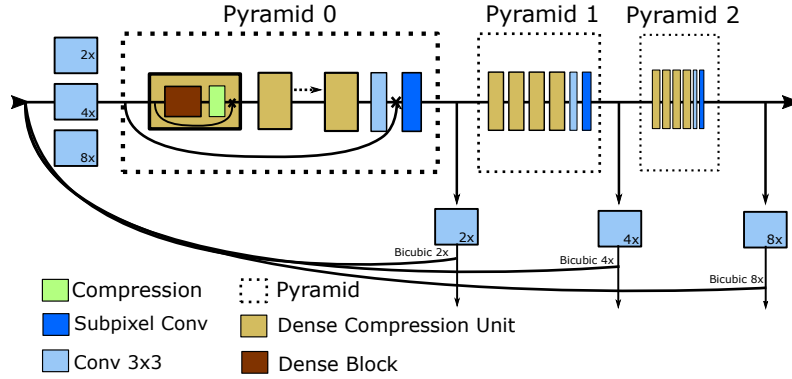 Pyramid 0
Pyramid 1
Pyramid 2
2x
4x
8x
2x
4x
8x
Bicubic 2x
Bicubic 4x
Bicubic 8x
Compression
Pyramid
Subpixel Conv
Dense Compression Unit
Conv 3x3
Dense Block